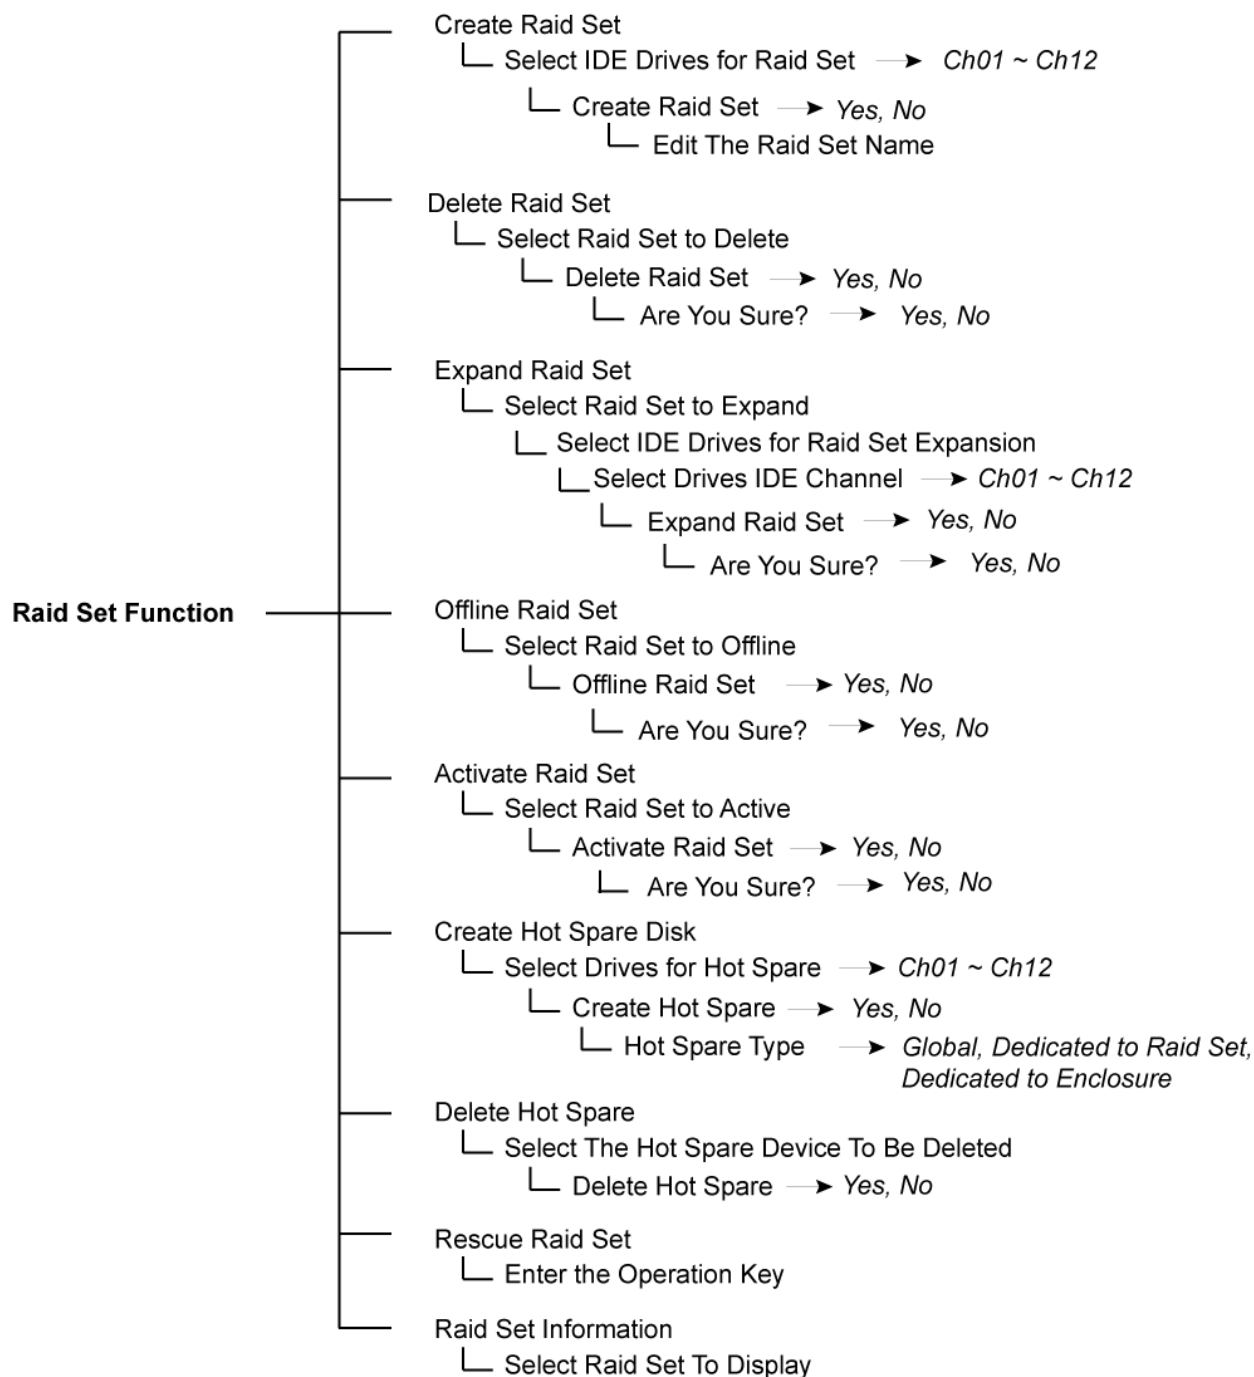 Create Raid Set
Select IDE Drives for Raid Set Ch01 ~ Ch12
Create Raid Set Yes, No
Edit The Raid Set Name
Delete Raid Set
Select Raid Set to Delete
Delete Raid Set Yes, No
Are You Sure? Yes, No
Expand Raid Set
Select Raid Set to Expand
Select IDE Drives for Raid Set Expansion
Select Drives IDE Channel Ch01 ~ Ch12
Expand Raid Set Yes, No
Are You Sure? Yes, No
Raid Set Function
Offline Raid Set
Select Raid Set to Offline
Offline Raid Set Yes, No
Are You Sure? Yes, No
Activate Raid Set
Select Raid Set to Active
Activate Raid Set Yes, No
Are You Sure? Yes, No
Create Hot Spare Disk
Select Drives for Hot Spare Ch01 ~ Ch12
Create Hot Spare Yes, No
Hot Spare Type Global, Dedicated to Raid Set,
Dedicated to Enclosure
Delete Hot Spare
Select The Hot Spare Device To Be Deleted
Delete Hot Spare Yes, No
Rescue Raid Set
Enter the Operation Key
Raid Set Information
Select Raid Set To Display